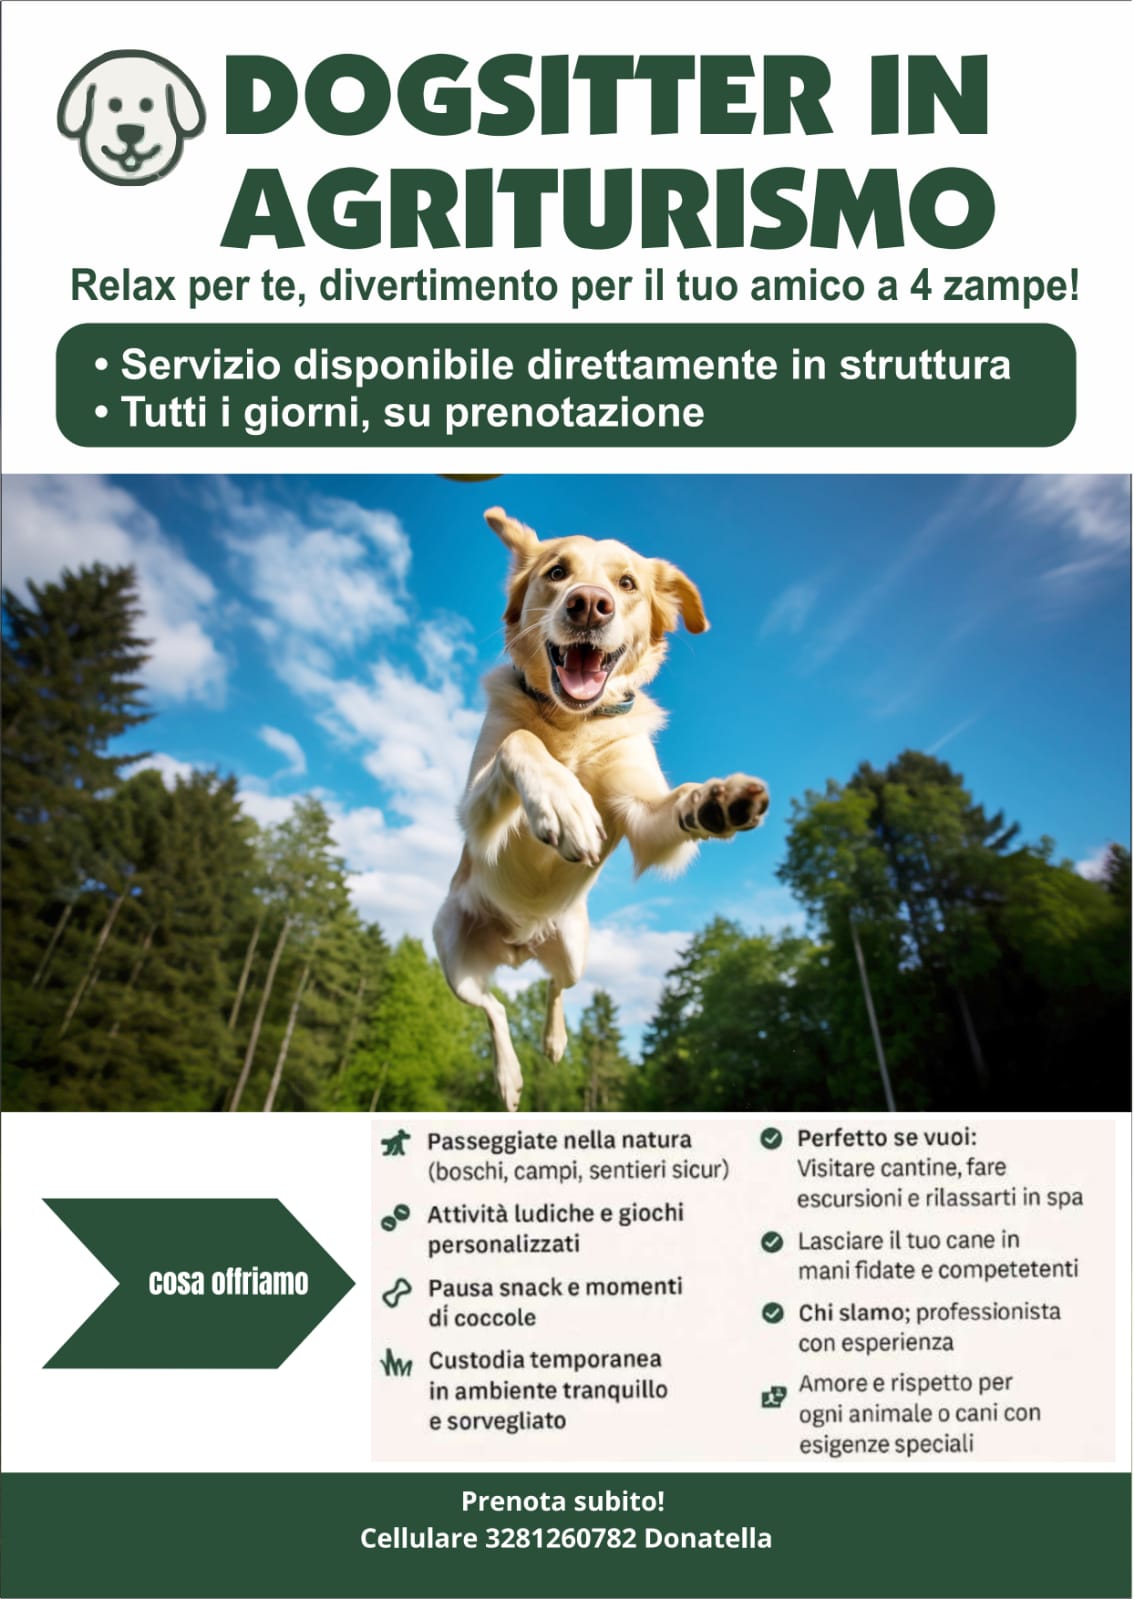 DOGSITTER IN
AGRITURISMO
Relax per te, divertimento per il tuo amico a 4 zampe!
• Servizio disponibile direttamente in struttura
• Tutti i giorni, su prenotazione
cosa offriamo
Passeggiate nella natura
(boschi, campi, sentieri sicur)
Attività ludiche e giochi
personalizzati
Pausa snack e momenti
di coccole
Custodia temporanea
in ambiente tranquillo
e sorvegliato
Perfetto se vuoi:
Visitare cantine, fare
escursioni e rilassarti in spa
Lasciare il tuo cane in
mani fidate e competetenti
Chi slamo; professionista
con esperienza
Amore e rispetto per
ogni animale o cani con
esigenze speciali
Prenota subito!
Cellulare 3281260782 Donatella